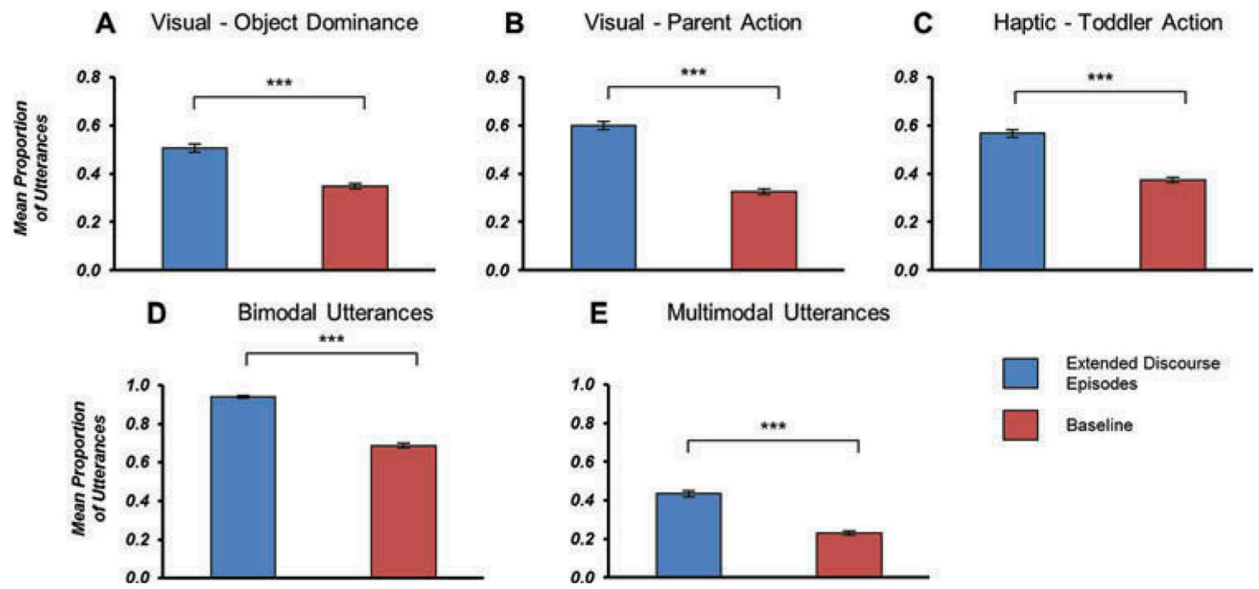 A Visual - Object Dominance
B Visual - Parent Action
C Haptic - Toddler Action
Mean Proportion
of Utterances
0.8
0.6
0.4
0.2
0.0
***
0.8
0.6
0.4
0.2
0.0
***
0.8
0.6
0.4
0.2
0.0
***
D Bimodal Utterances
E Multimodal Utterances
Mean Proportion
of Utterances
1.0
0.8
0.6
0.4
0.2
0.0
***
1.0
0.8
0.6
0.4
0.2
0.0
***
Extended Discourse
Episodes
Baseline